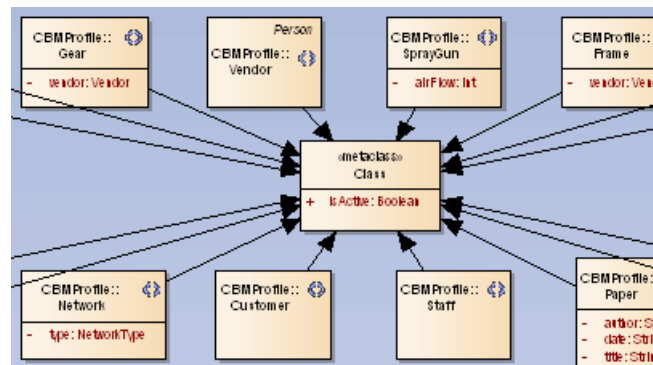 CBMProfile::
Gear
- vendor: Vendor
Person
CBMProfile::
Vendor
CBMProfile::
SprayGun
- airFlow: Int
CBMProfile::
Frame
- vendor: Ven
«metaclass»
Class
+ isActive: Boolean
CBMProfile::
Network
- type: NetworkType
CBMProfile::
Customer
CBMProfile::
Staff
CBMProfile:
Paper
- author: S
- date: Stri
- title: Strin